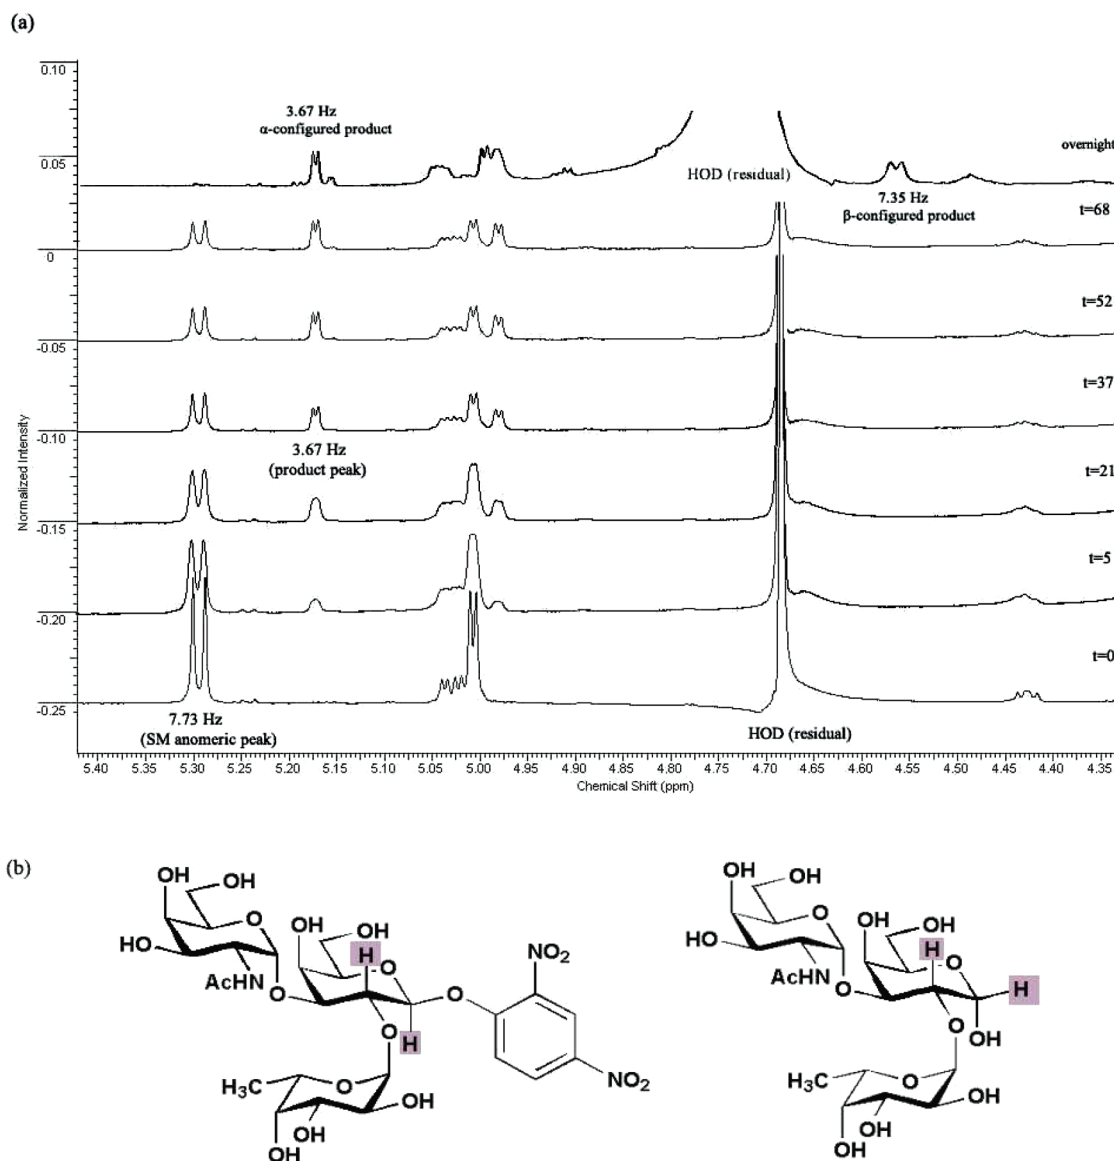 (a)
0.10
0.05
0
-0.05
-0.10
-0.15
-0.20
-0.25
Normalized Intensity
3.67 Hz
α-configured product
HOD (residual)
7.35 Hz
β-configured product
overnight
t=68
t=52
t=37
t=21
t=5
t=0
3.67 Hz
(product peak)
7.73 Hz
(SM anomeric peak)
HOD (residual)
5.40 5.35 5.30 5.25 5.20 5.15 5.10 5.05 5.00 4.95 4.90 4.85 4.80 4.75 4.70 4.65 4.60 4.55 4.50 4.45 4.40 4.35
Chemical Shift (ppm)
(b)
OH
OH
O
HO
AcHN
O
OH
OH
H
O
O
NO2
NO2
H
O
H3C
O
OH
OH
OH
OH
OH
O
HO
AcHN
O
OH
OH
H
O
H
OH
O
H3C
O
OH
OH
OH